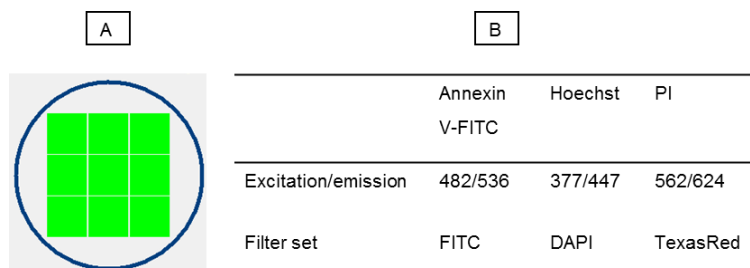 A
B
Annexin Hoechst PI
V-FITC
Excitation/emission 482/536 377/447 562/624
Filter set FITC DAPI TexasRed